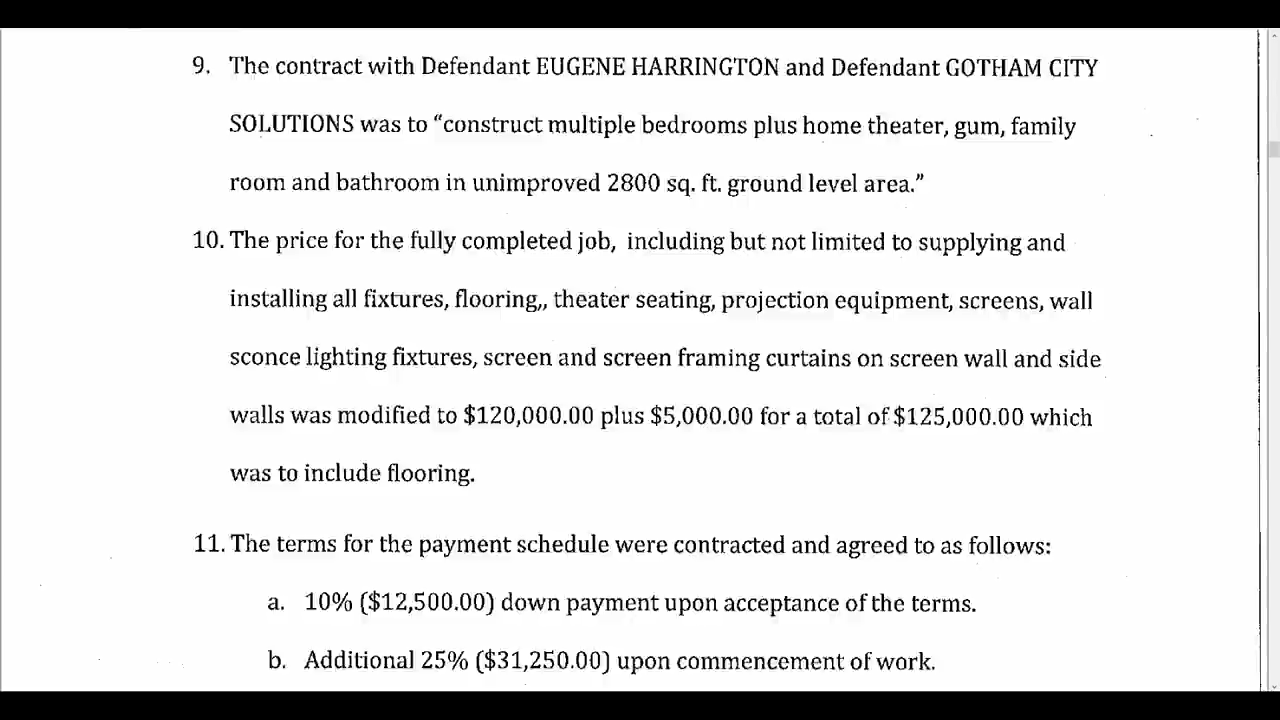 9. The contract with Defendant EUGENE HARRINGTON and Defendant GOTHAM CITY
SOLUTIONS was to “construct multiple bedrooms plus home theater, gum, family
room and bathroom in unimproved 2800 sq. ft. ground level area.”
10. The price for the fully completed job, including but not limited to supplying and
installing all fixtures, flooring,, theater seating, projection equipment, screens, wall
sconce lighting fixtures, screen and screen framing curtains on screen wall and side
walls was modified to $120,000.00 plus $5,000.00 for a total of $125,000.00 which
was to include flooring.
11. The terms for the payment schedule were contracted and agreed to as follows:
a. 10% ($12,500.00) down payment upon acceptance of the terms.
b. Additional 25% ($31,250.00) upon commencement of work.